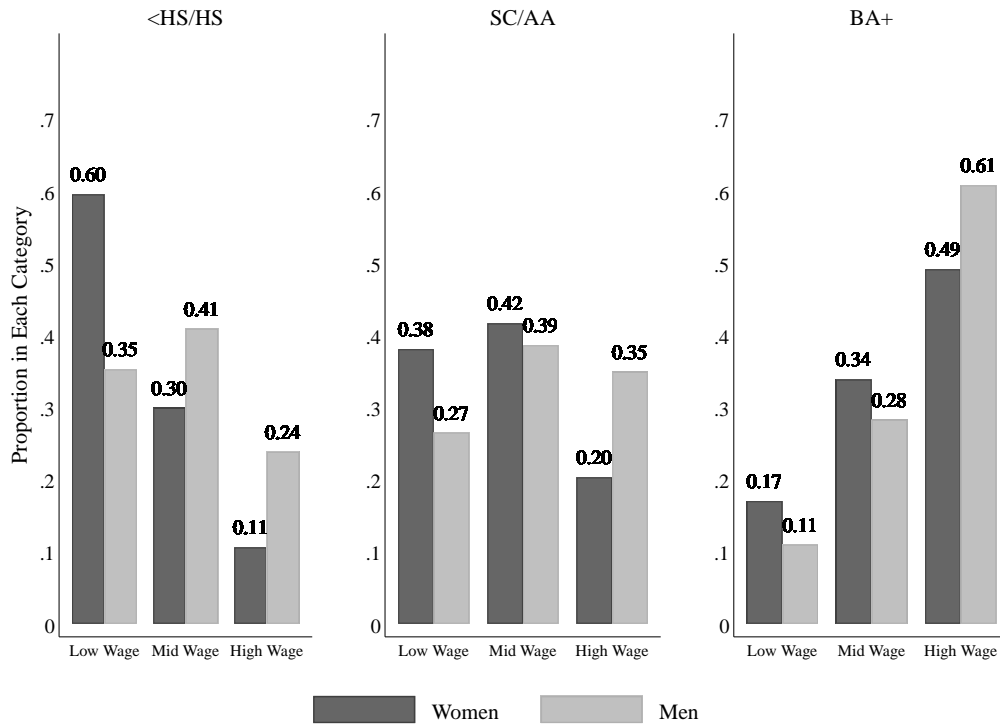 <HS/HS
SC/AA
BA+
Proportion in Each Category
.7
.6
.5
.4
.3
.2
.1
0
0.60
0.35
0.30
0.41
0.11
0.24
Low Wage
Mid Wage
High Wage
.7
.6
.5
.4
.3
.2
.1
0
0.38
0.27
0.42
0.39
0.20
0.35
Low Wage
Mid Wage
High Wage
.7
.6
.5
.4
.3
.2
.1
0
0.17
0.11
0.34
0.28
0.49
0.61
Low Wage
Mid Wage
High Wage
Women
Men